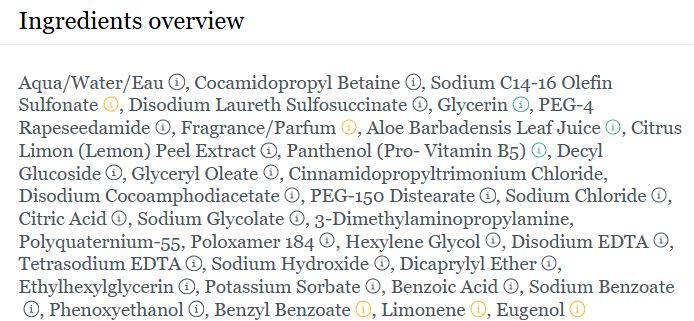 Ingredients overview
Aqua/Water/Eau ⓘ, Cocamidopropyl Betaine ⓘ, Sodium C14-16 Olefin
Sulfonate ⓘ, Disodium Laureth Sulfosuccinate ⓘ, Glycerin ⓘ, PEG-4
Rapeseedamide ⓘ, Fragrance/Parfum ⓘ, Aloe Barbadensis Leaf Juice ⓘ, Citrus
Limon (Lemon) Peel Extract ⓘ, Panthenol (Pro- Vitamin B5) ⓘ, Decyl
Glucoside ⓘ, Glyceryl Oleate ⓘ, Cinnamidopropyltrimonium Chloride,
Disodium Cocoamphodiacetate ⓘ, PEG-150 Distearate ⓘ, Sodium Chloride ⓘ,
Citric Acid ⓘ, Sodium Glycolate ⓘ, 3-Dimethylaminopropylamine,
Polyquaternium-55, Poloxamer 184 ⓘ, Hexylene Glycol ⓘ, Disodium EDTA ⓘ,
Tetrasodium EDTA ⓘ, Sodium Hydroxide ⓘ, Dicaprylyl Ether ⓘ,
Ethylhexylglycerin ⓘ, Potassium Sorbate ⓘ, Benzoic Acid ⓘ, Sodium Benzoate
ⓘ, Phenoxyethanol ⓘ, Benzyl Benzoate ⓘ, Limonene ⓘ, Eugenol ⓘ